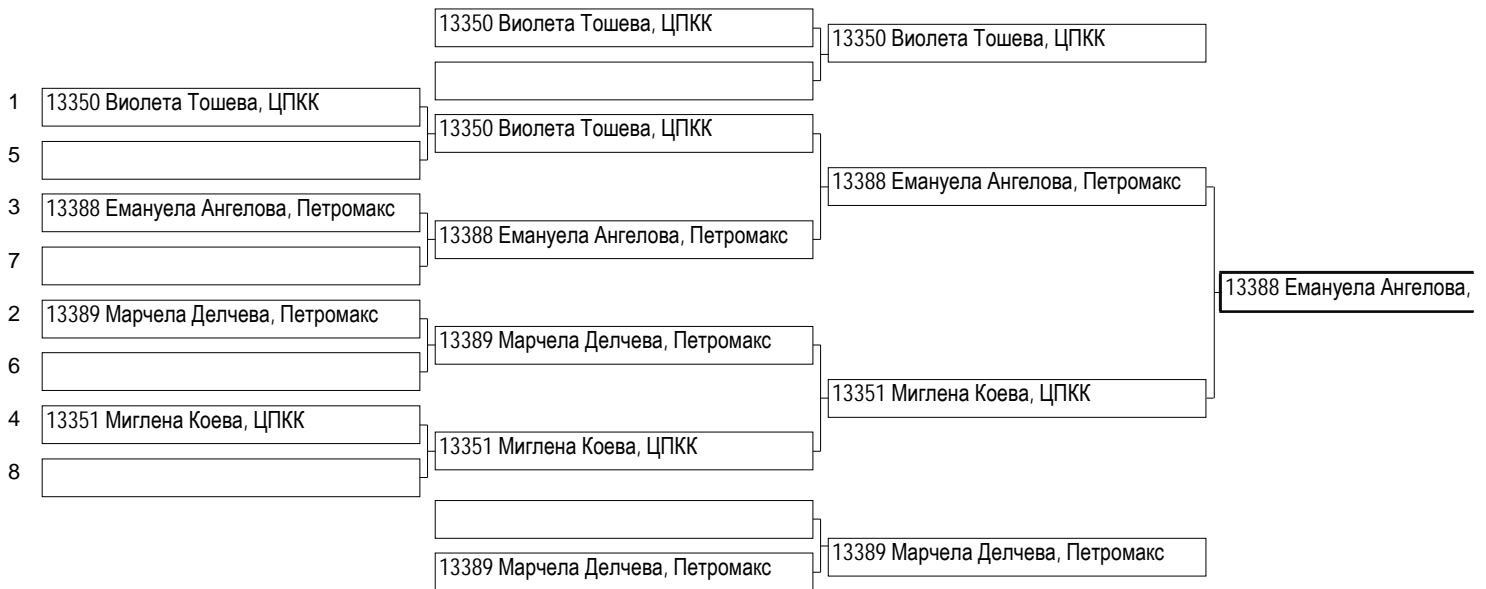 13350 Виолета Тошева, ЦПКК
13350 Виолета Тошева, ЦПКК
1 13350 Виолета Тошева, ЦПКК
13350 Виолета Тошева, ЦПКК
5
13388 Емануела Ангелова, Петромакс
3 13388 Емануела Ангелова, Петромакс
13388 Емануела Ангелова, Петромакс
7
13388 Емануела Ангелова,
2 13389 Марчела Делчева, Петромакс
13389 Марчела Делчева, Петромакс
6
13351 Миглена Коева, ЦПКК
4 13351 Миглена Коева, ЦПКК
13351 Миглена Коева, ЦПКК
8
13389 Марчела Делчева, Петромакс
13389 Марчела Делчева, Петромакс